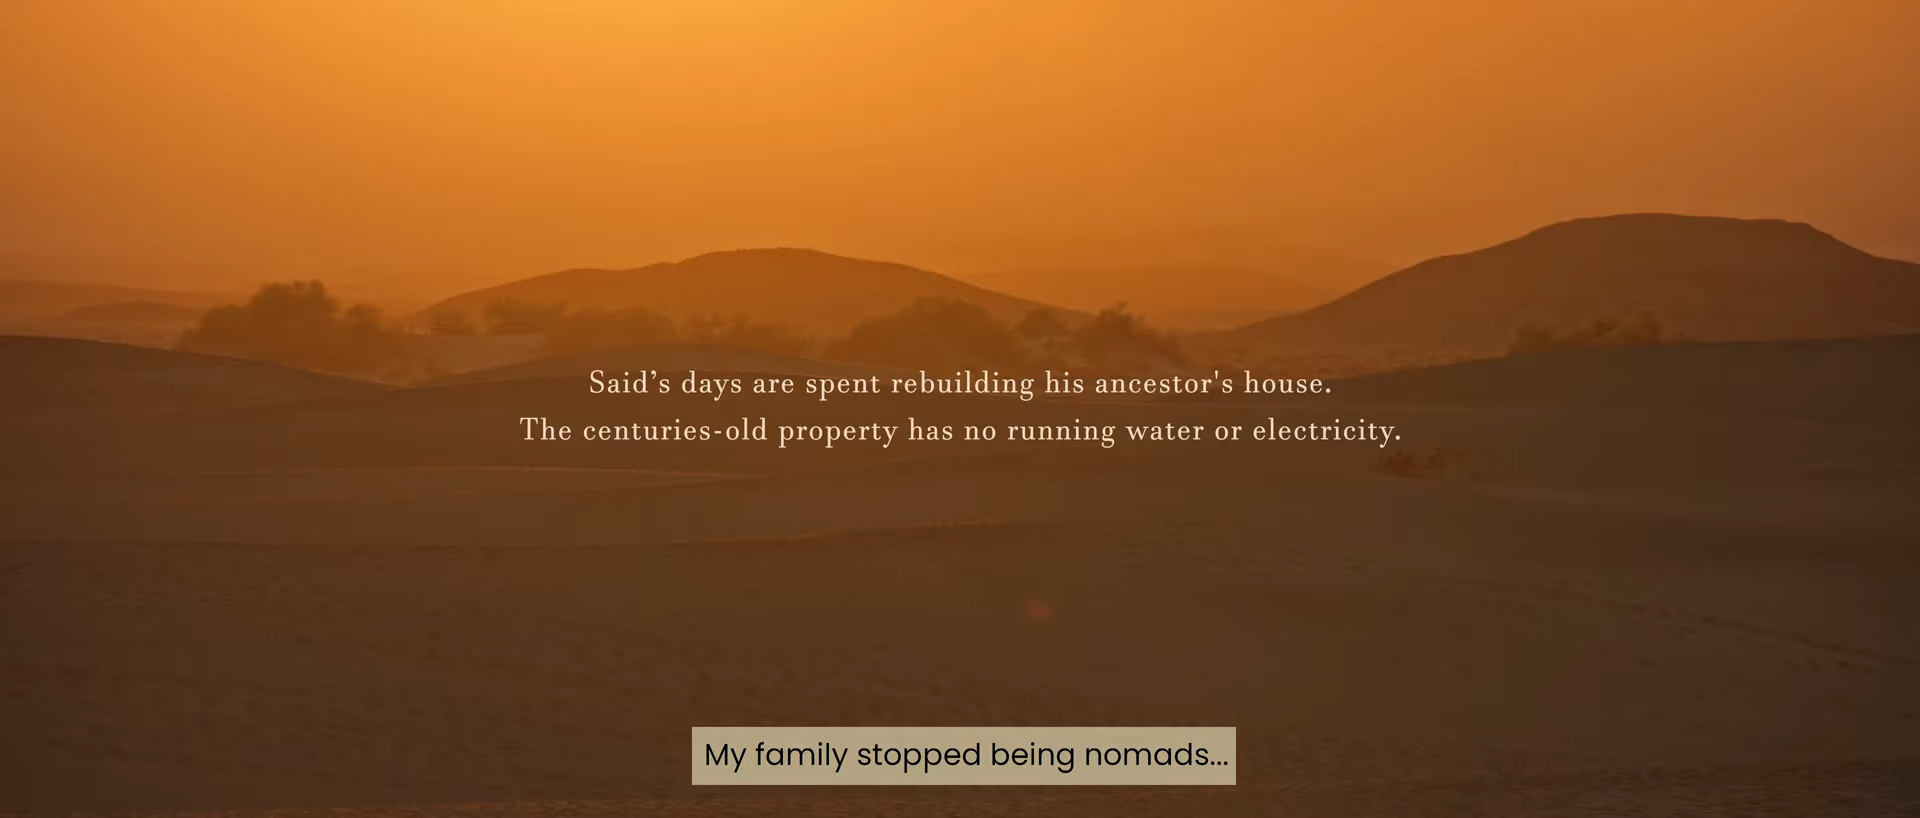 Said’s days are spent rebuilding his ancestor's house.
The centuries-old property has no running water or electricity.
My family stopped being nomads...